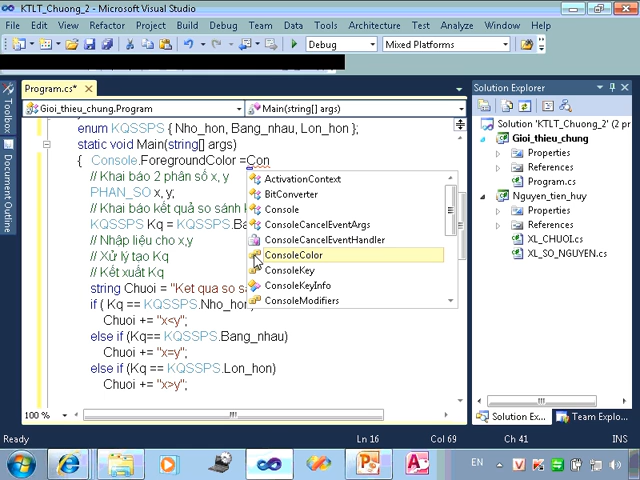 KTLT_Chuong_2 - Microsoft Visual Studio
File Edit View Refactor Project Build Debug Team Data Tools
Architecture Test Analyze Window Help
Debug Mixed Platforms
Program.cs*
Gioi_thieu_chung.Program Main(string[] args)
enum KQSSPS { Nho_hon, Bang_nhau, Lon_hon };
static void Main(string[] args)
{ Console.ForegroundColor =Con
// Khai báo 2 phân số x, y
PHAN_SO x, y;
// Khai báo kết quả so sánh
KQSSPS Kq = KQSSPS.Ba
// Nhập liệu cho x,y
// Xử lý tạo Kq
// Kết xuất Kq
string Chuoi = "Ket qua so sá
if ( Kq == KQSSPS.Nho_hon)
Chuoi += "x<y";
else if (Kq== KQSSPS.Bang_nhau)
Chuoi += "x=y";
else if (Kq == KQSSPS.Lon_hon)
Chuoi += "x>y";
ActivationContext
BitConverter
Console
ConsoleCancelEventArgs
ConsoleCancelEventHandler
ConsoleColor
ConsoleKey
ConsoleKeyInfo
ConsoleModifiers
100 %
Toolbox
Document Outline
Solution Explorer
Solution 'KTLT_Chuong_2' (2 pr
Gioi_thieu_chung
Properties
References
Program.cs
Nguyen_tien_huy
Properties
References
XL_CHUOI.cs
XL_SO_NGUYEN.cs
Solution Ex... Team Explo...
Ready Ln 16 Col 69 Ch 41 INS
EN